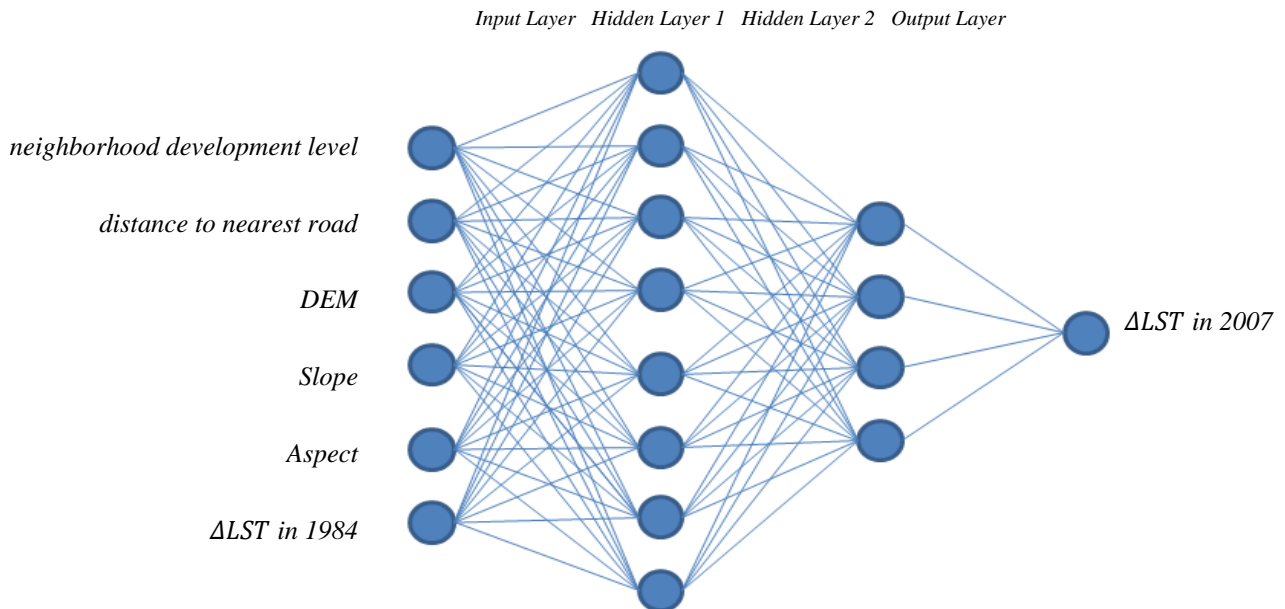 Input Layer Hidden Layer 1 Hidden Layer 2 Output Layer
neighborhood development level
distance to nearest road
DEM
Slope
Aspect
ΔLST in 1984
ΔLST in 2007